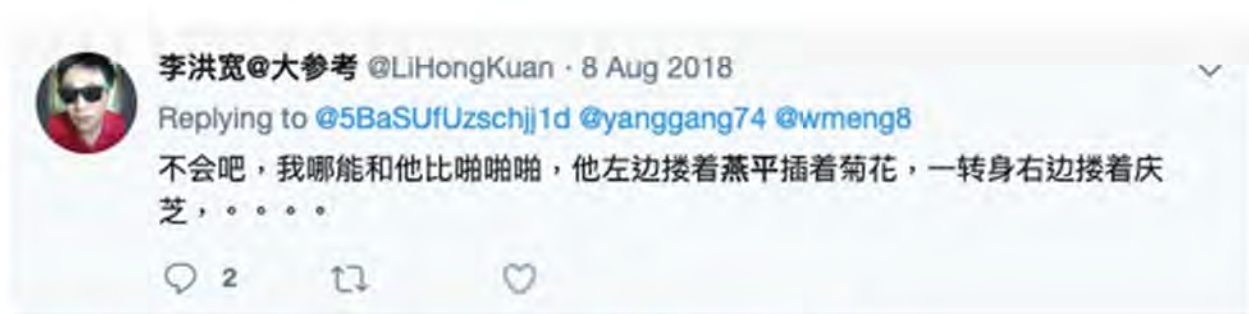 李洪宽@大参考 @LiHongKuan · 8 Aug 2018
Replying to @5BaSUfUzschjj1d @yanggang74 @wmeng8
不会吧，我哪能和他比啪啪啪，他左边搂着燕平插着菊花，一转身右边搂着庆
芝，。。。。
2